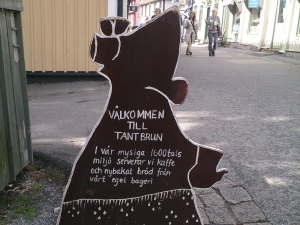 VÄLKOMMEN
TILL
TANT BRUN
I vår mysiga 1600tals
miljö serverar vi kaffe
och nybakat bröd från
vårt eget bageri